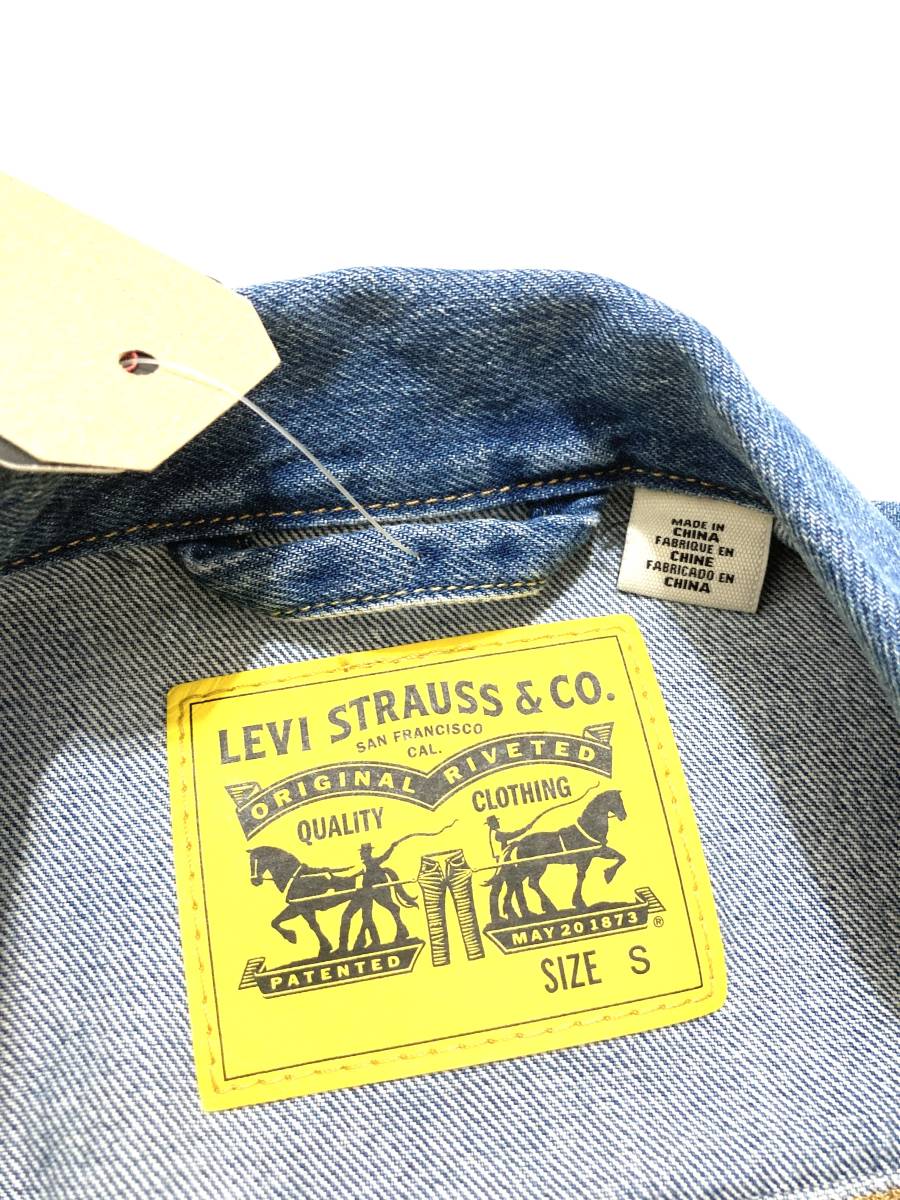 MADE IN
CHINA
FABRIQUE EN
CHINE
FABRICADO EN
CHINA
LEVI STRAUSS & CO.
SAN FRANCISCO
CAL.
ORIGINAL RIVETED
QUALITY CLOTHING
PATENTED MAY 20 1873 ®
SIZE S